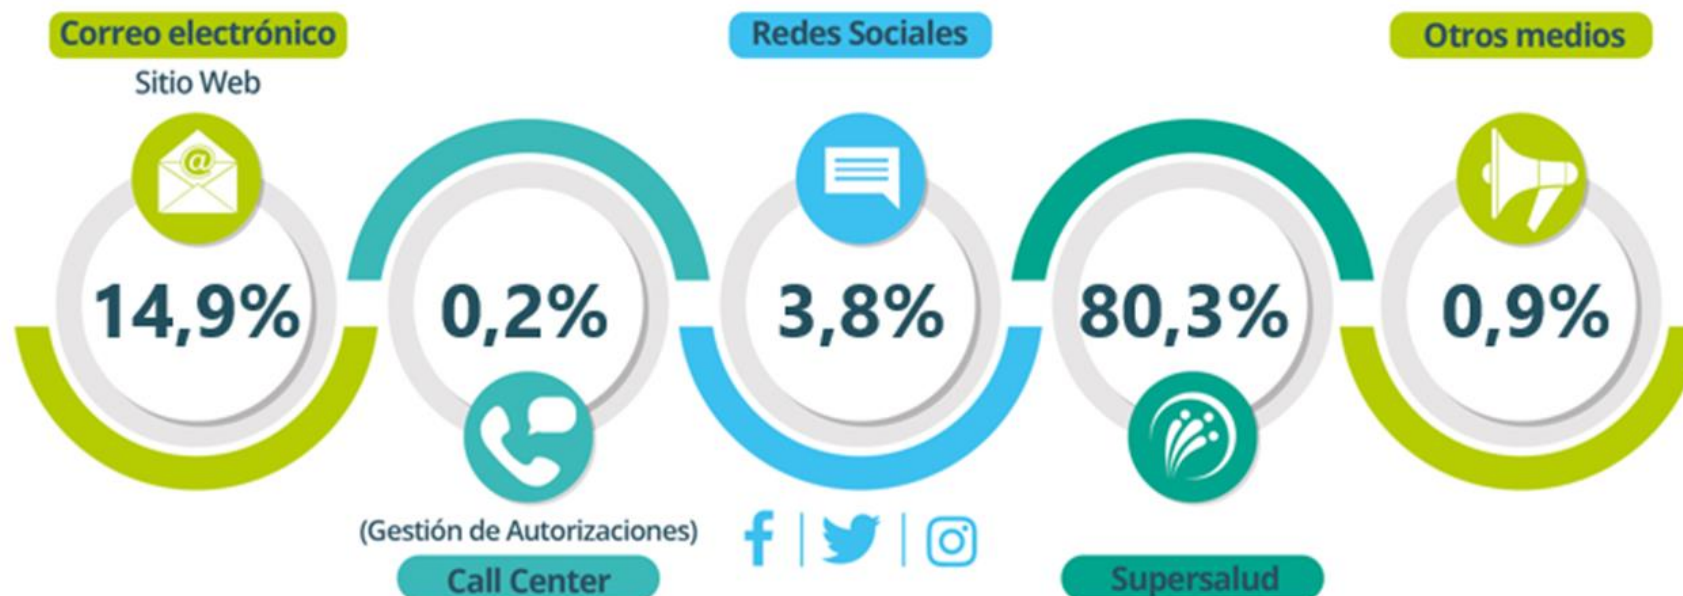 Correo electrónico
Sitio Web
14,9%
0,2%
(Gestión de Autorizaciones)
Call Center
Redes Sociales
3,8%
80,3%
Supersalud
Otros medios
0,9%